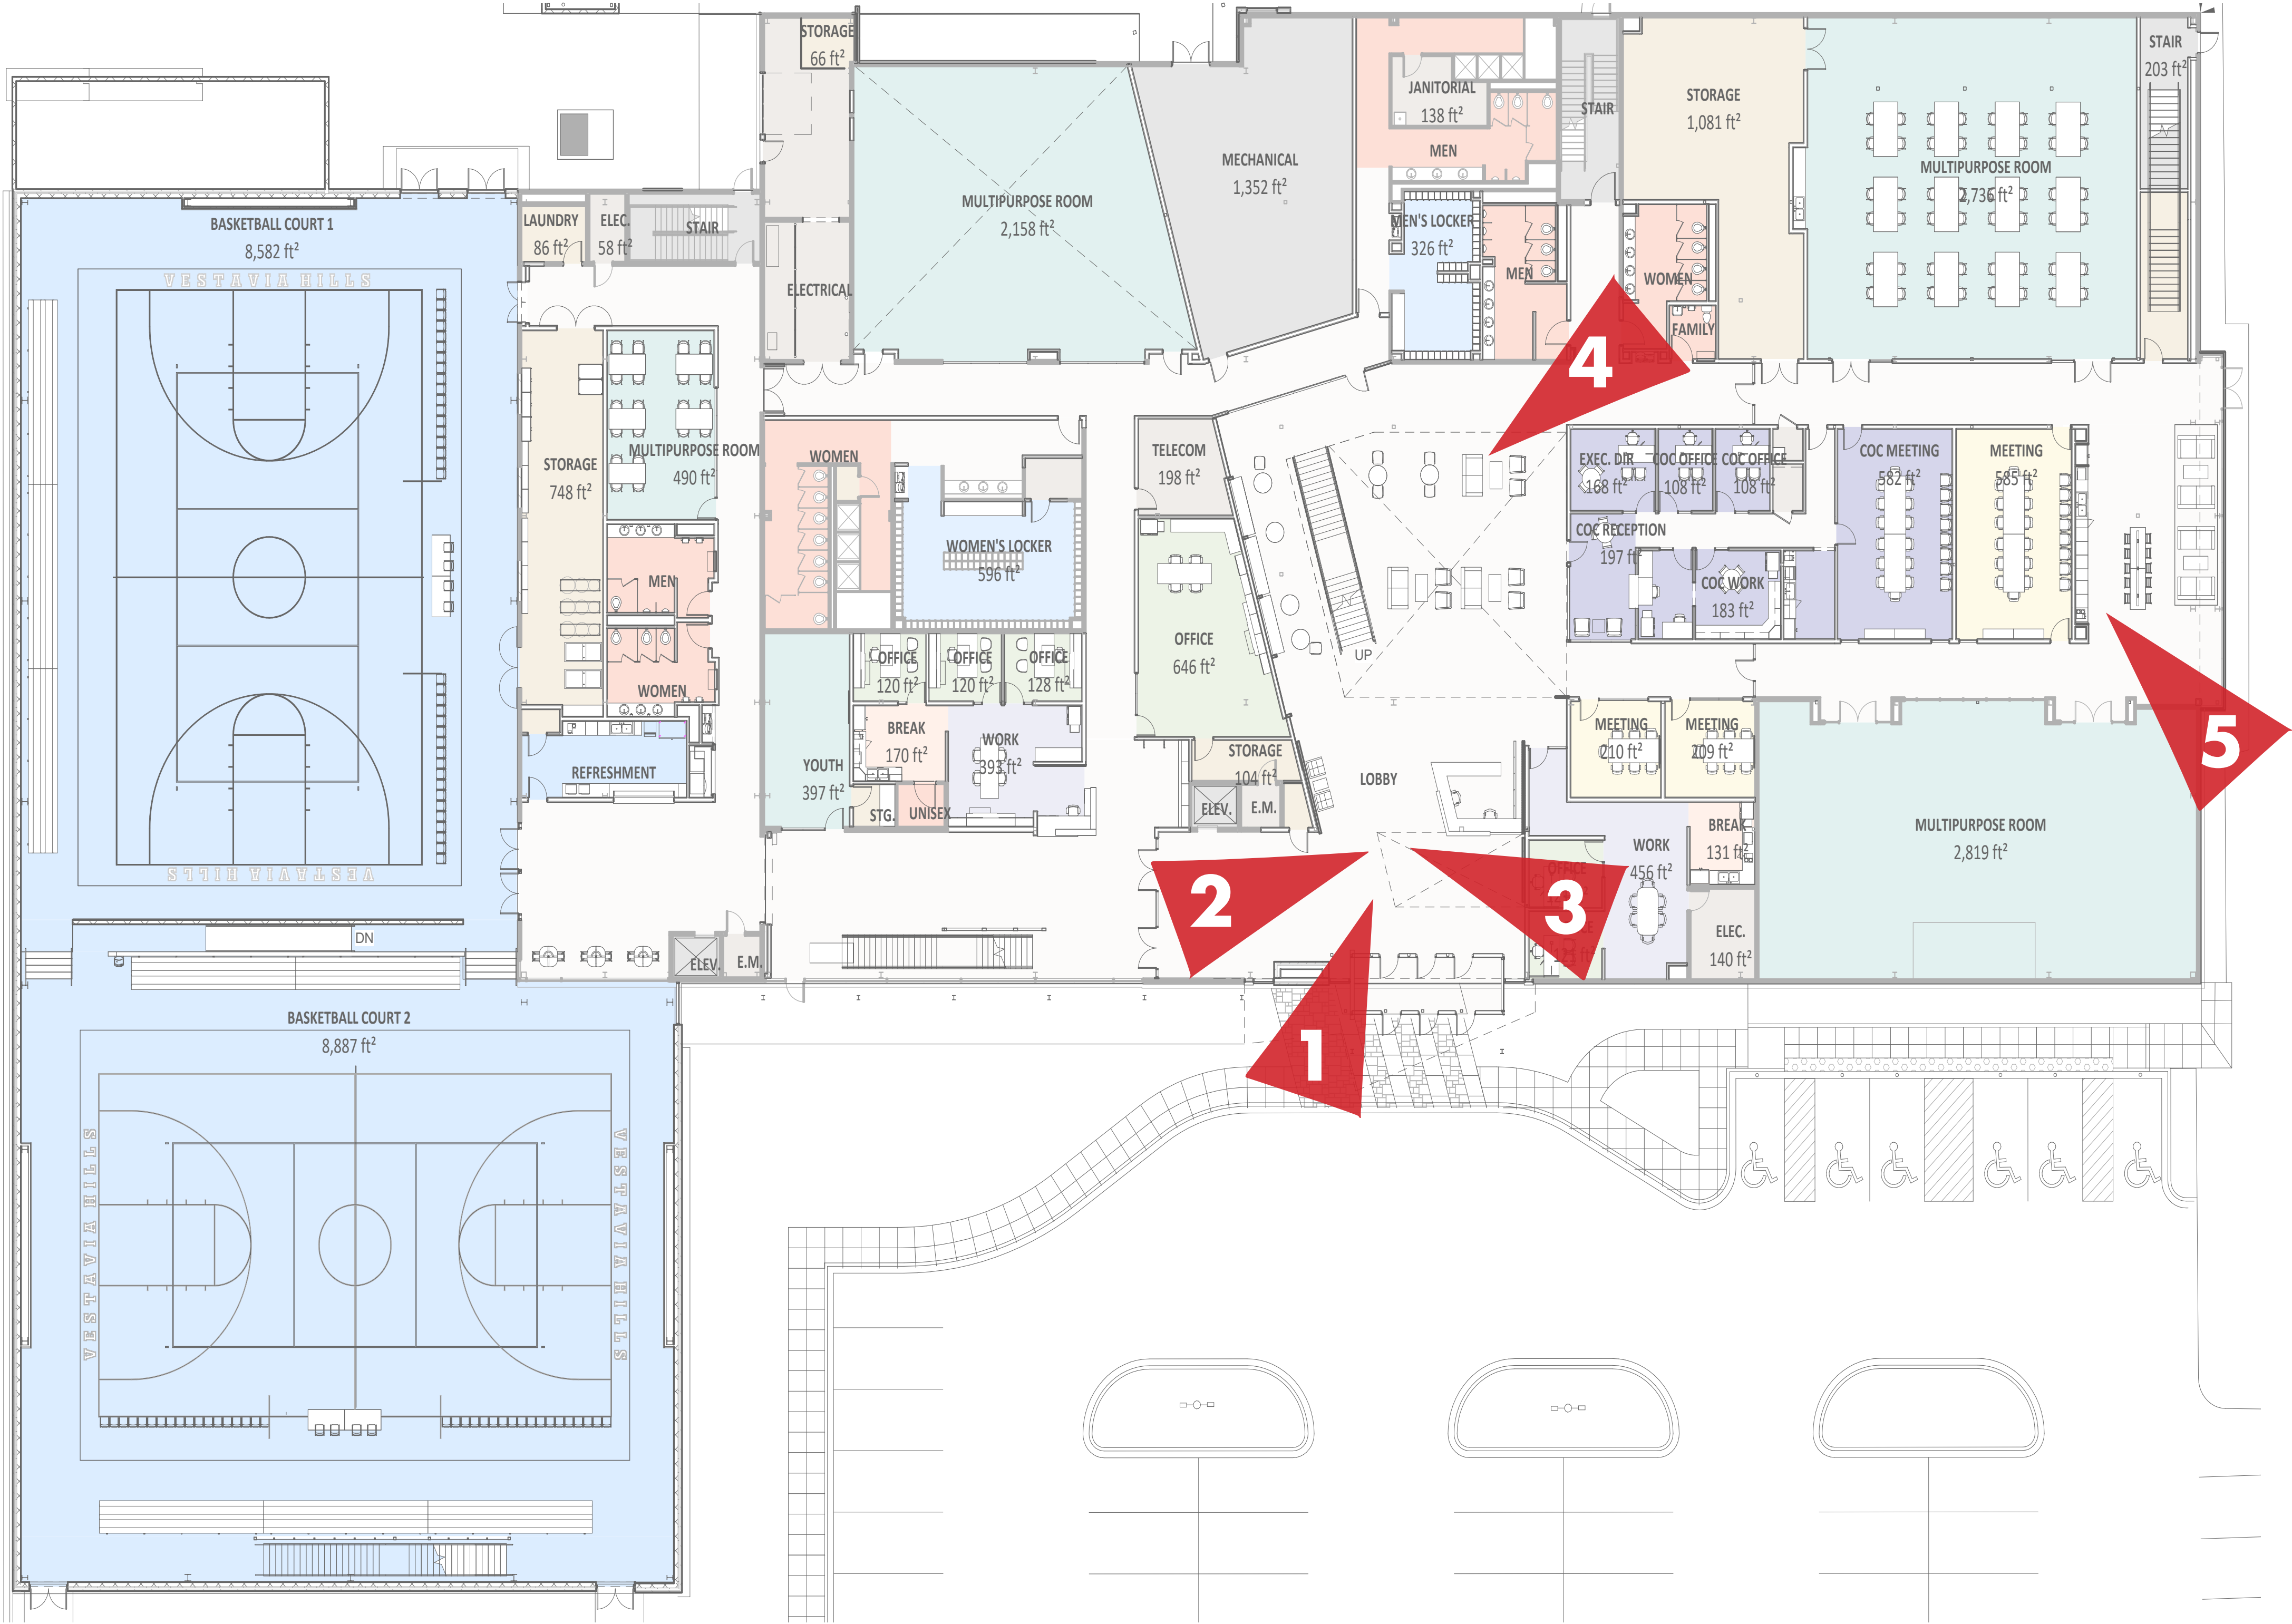 STORAGE
66 ft²
JANITORIAL
138 ft²
MEN
STAIR
STORAGE
1,081 ft²
STAIR
203 ft²
MULTIPURPOSE ROOM
2,736 ft²
MECHANICAL
1,352 ft²
MULTIPURPOSE ROOM
2,158 ft²
BASKETBALL COURT 1
8,582 ft²
VESTAVIA HILLS
LAUNDRY
86 ft²
ELEC.
58 ft²
STAIR
ELECTRICAL
MEN'S LOCKER
326 ft²
MEN
WOMEN
FAMILY
4
STORAGE
748 ft²
MULTIPURPOSE ROOM
490 ft²
WOMEN
TELECOM
198 ft²
EXEC. DIR
168 ft²
COC OFFICE
108 ft²
COC OFFICE
108 ft²
COC MEETING
582 ft²
MEETING
585 ft²
COC RECEPTION
197 ft²
COC WORK
183 ft²
WOMEN'S LOCKER
596 ft²
MEN
WOMEN
OFFICE
646 ft²
UP
OFFICE
120 ft²
OFFICE
120 ft²
OFFICE
128 ft²
BREAK
170 ft²
WORK
393 ft²
YOUTH
397 ft²
STG.
UNISEX
REFRESHMENT
STORAGE
104 ft²
ELEV.
E.M.
LOBBY
MEETING
210 ft²
MEETING
209 ft²
5
MULTIPURPOSE ROOM
2,819 ft²
BREAK
131 ft²
WORK
456 ft²
OFFICE
VESTAVIA HILLS
2
3
ELEC.
140 ft²
DN
ELEV.
E.M.
1
BASKETBALL COURT 2
8,887 ft²
VESTAVIA HILLS
VESTAVIA HILLS